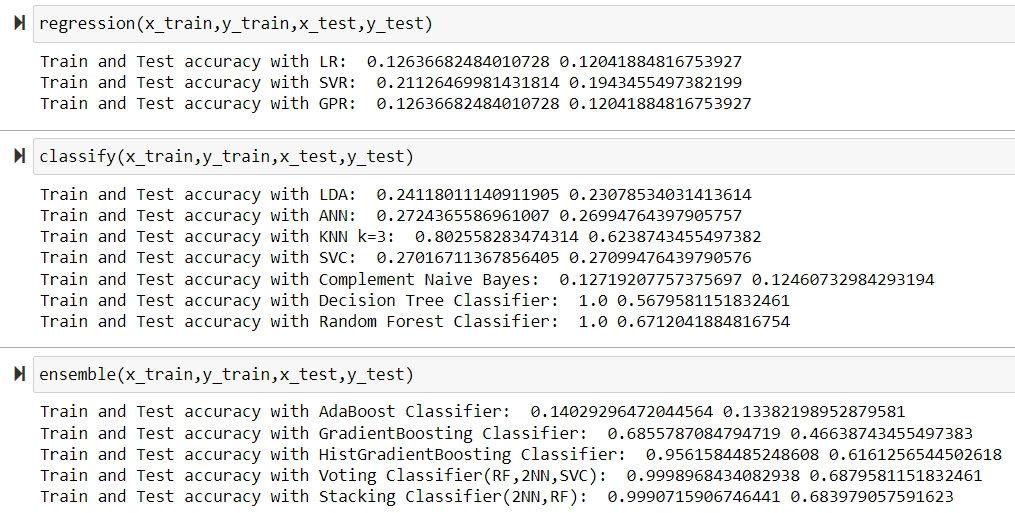 regression(x_train,y_train,x_test,y_test)
Train and Test accuracy with LR:  0.12636682484010728 0.12041884816753927
Train and Test accuracy with SVR:  0.21126469981431814 0.1943455497382199
Train and Test accuracy with GPR:  0.12636682484010728 0.12041884816753927
classify(x_train,y_train,x_test,y_test)
Train and Test accuracy with LDA:  0.24118011140911905 0.23078534031413614
Train and Test accuracy with ANN:  0.2724365586961007 0.26994764397905757
Train and Test accuracy with KNN k=3:  0.802558283474314 0.6238743455497382
Train and Test accuracy with SVC:  0.27016711367856405 0.27099476439790576
Train and Test accuracy with Complement Naive Bayes:  0.12719207757375697 0.12460732984293194
Train and Test accuracy with Decision Tree Classifier:  1.0 0.5679581151832461
Train and Test accuracy with Random Forest Classifier:  1.0 0.6712041884816754
ensemble(x_train,y_train,x_test,y_test)
Train and Test accuracy with AdaBoost Classifier:  0.14029296472044564 0.13382198952879581
Train and Test accuracy with GradientBoosting Classifier:  0.6855787084794719 0.46638743455497383
Train and Test accuracy with HistGradientBoosting Classifier:  0.9561584485248608 0.6161256544502618
Train and Test accuracy with Voting Classifier(RF,2NN,SVC):  0.9998968434082938 0.6879581151832461
Train and Test accuracy with Stacking Classifier(2NN,RF):  0.9990715906746441 0.683979057591623